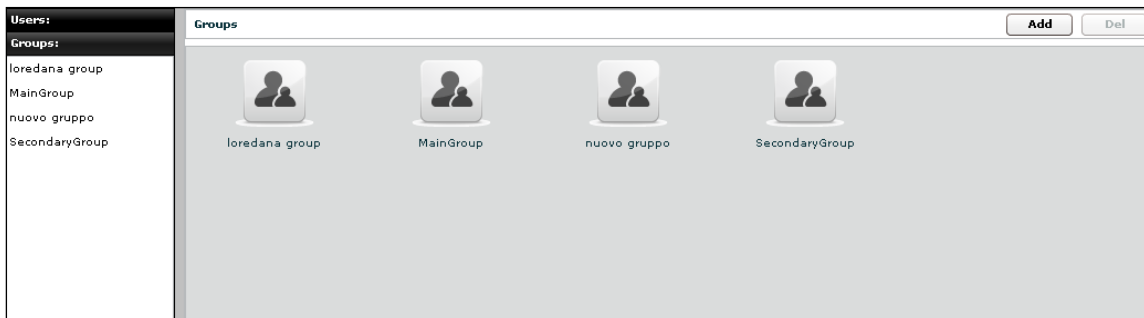 Users:
Groups:
loredana group
MainGroup
nuovo gruppo
SecondaryGroup
Groups
Add
Del
loredana group
MainGroup
nuovo gruppo
SecondaryGroup